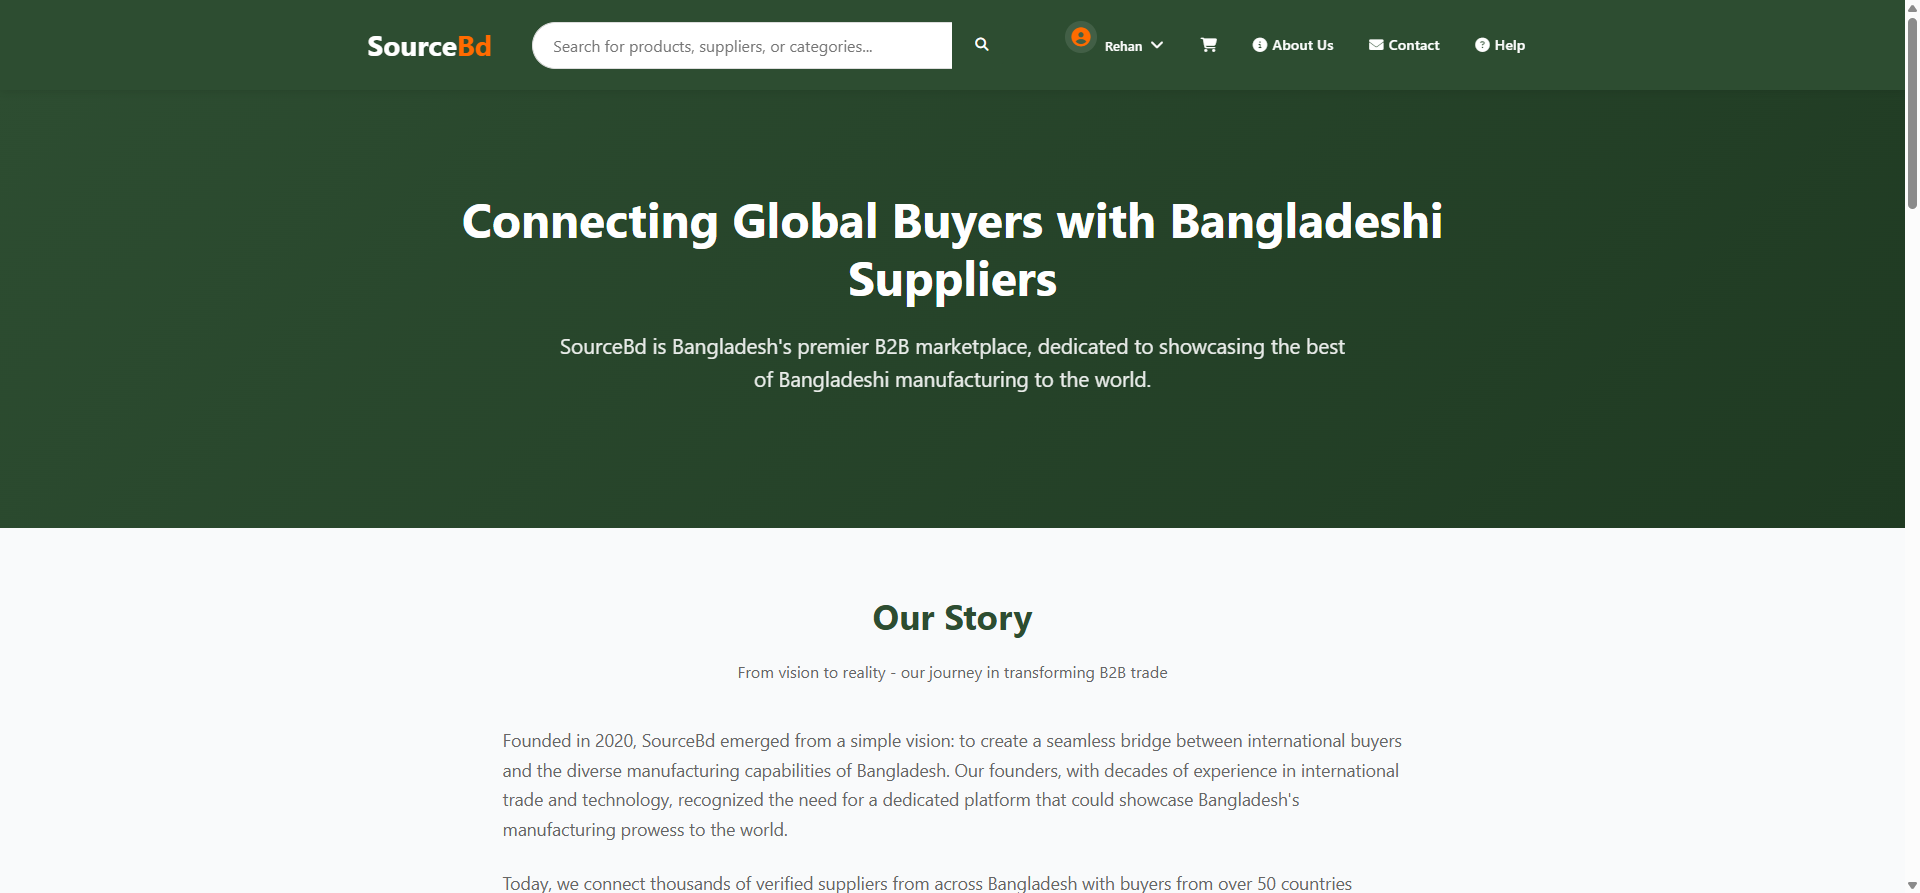 SourceBd
Search for products, suppliers, or categories...
Rehan
About Us
Contact
Help
Connecting Global Buyers with Bangladeshi
Suppliers
SourceBd is Bangladesh's premier B2B marketplace, dedicated to showcasing the best
of Bangladeshi manufacturing to the world.
Our Story
From vision to reality - our journey in transforming B2B trade
Founded in 2020, SourceBd emerged from a simple vision: to create a seamless bridge between international buyers
and the diverse manufacturing capabilities of Bangladesh. Our founders, with decades of experience in international
trade and technology, recognized the need for a dedicated platform that could showcase Bangladesh's
manufacturing prowess to the world.
Today, we connect thousands of verified suppliers from across Bangladesh with buyers from over 50 countries